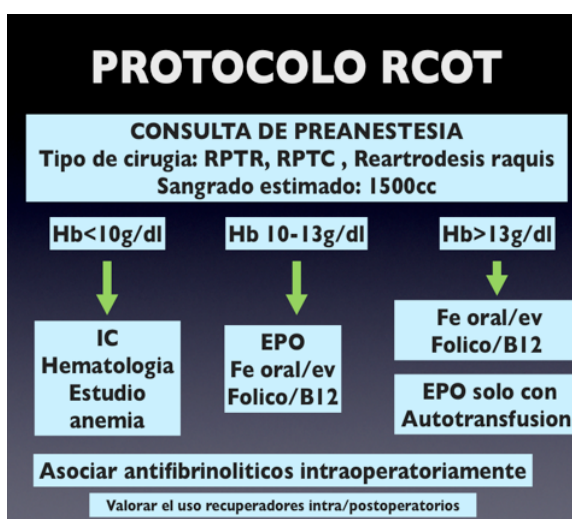 PROTOCOLO RCOT
CONSULTA DE PREANESTESIA
Tipo de cirugia: RPTR, RPTC , Reartrodesis raquis
Sangrado estimado: 1500cc
Hb<10g/dl
Hb 10-13g/dl
Hb>13g/dl
IC
Hematologia
Estudio
anemia
EPO
Fe oral/ev
Folico/B12
Fe oral/ev
Folico/B12
EPO solo con
Autotransfusion
Asociar antifibrinoliticos intraoperatoriamente
Valorar el uso recuperadores intra/postoperatorios